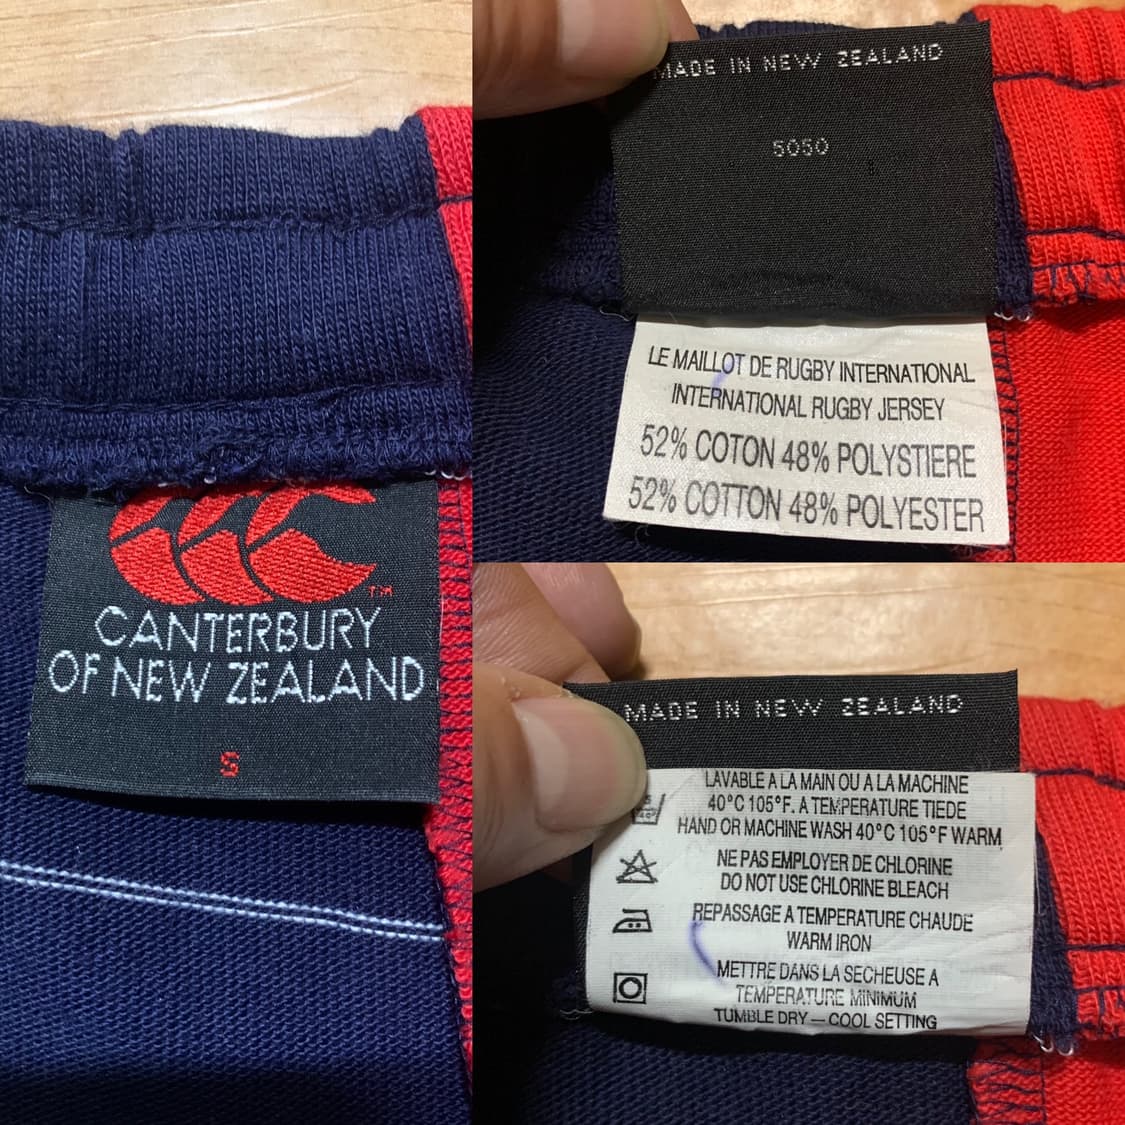 TM
CANTERBURY
OF NEW ZEALAND
S
MADE IN NEW ZEALAND
5050
LE MAILLOT DE RUGBY INTERNATIONAL
INTERNATIONAL RUGBY JERSEY
52% COTON 48% POLYSTIERE
52% COTTON 48% POLYESTER
MADE IN NEW ZEALAND
LAVABLE A LA MAIN OU A LA MACHINE
40°C 105°F. A TEMPERATURE TIEDE
HAND OR MACHINE WASH 40°C 105°F WARM
NE PAS EMPLOYER DE CHLORINE
DO NOT USE CHLORINE BLEACH
REPASSAGE A TEMPERATURE CHAUDE
WARM IRON
METTRE DANS LA SECHEUSE A
TEMPERATURE MINIMUM
TUMBLE DRY — COOL SETTING